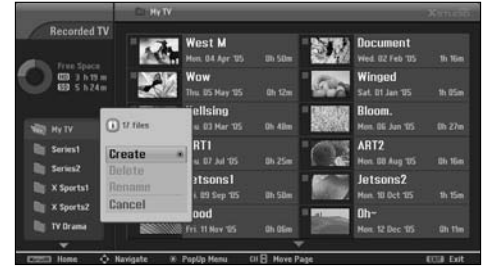 My TV
XSTUDIO
Recorded TV
Free Space
HD 3 h 19 m
SD 5 h 24 m
My TV
Series1
Series2
X Sports1
X Sports2
TV Drama
17 files
Create
Delete
Rename
Cancel
West M
Mon. 04 Apr '05 0h 50m
Document
Wed. 02 Feb '05 1h 16m
Wow
Thu. 05 May '05 0h 12m
Winged
Sat. 01 Jan '05 1h 05m
ellsing
03 Mar '05 0h 40m
Bloom.
Mon. 06 Jun '05 0h 27m
ART1
07 Jul '05 0h 25m
ART2
Mon. 08 Aug '05 0h 16m
etsons1
09 Sep '05 0h 50m
Jetsons2
Mon. 10 Oct '05 1h 15m
ood
Fri. 11 Nov '05 0h 06m
Oh~
Mon. 12 Dec '05 0h 11m
Home Navigate PopUp Menu CH Move Page EXIT Exit